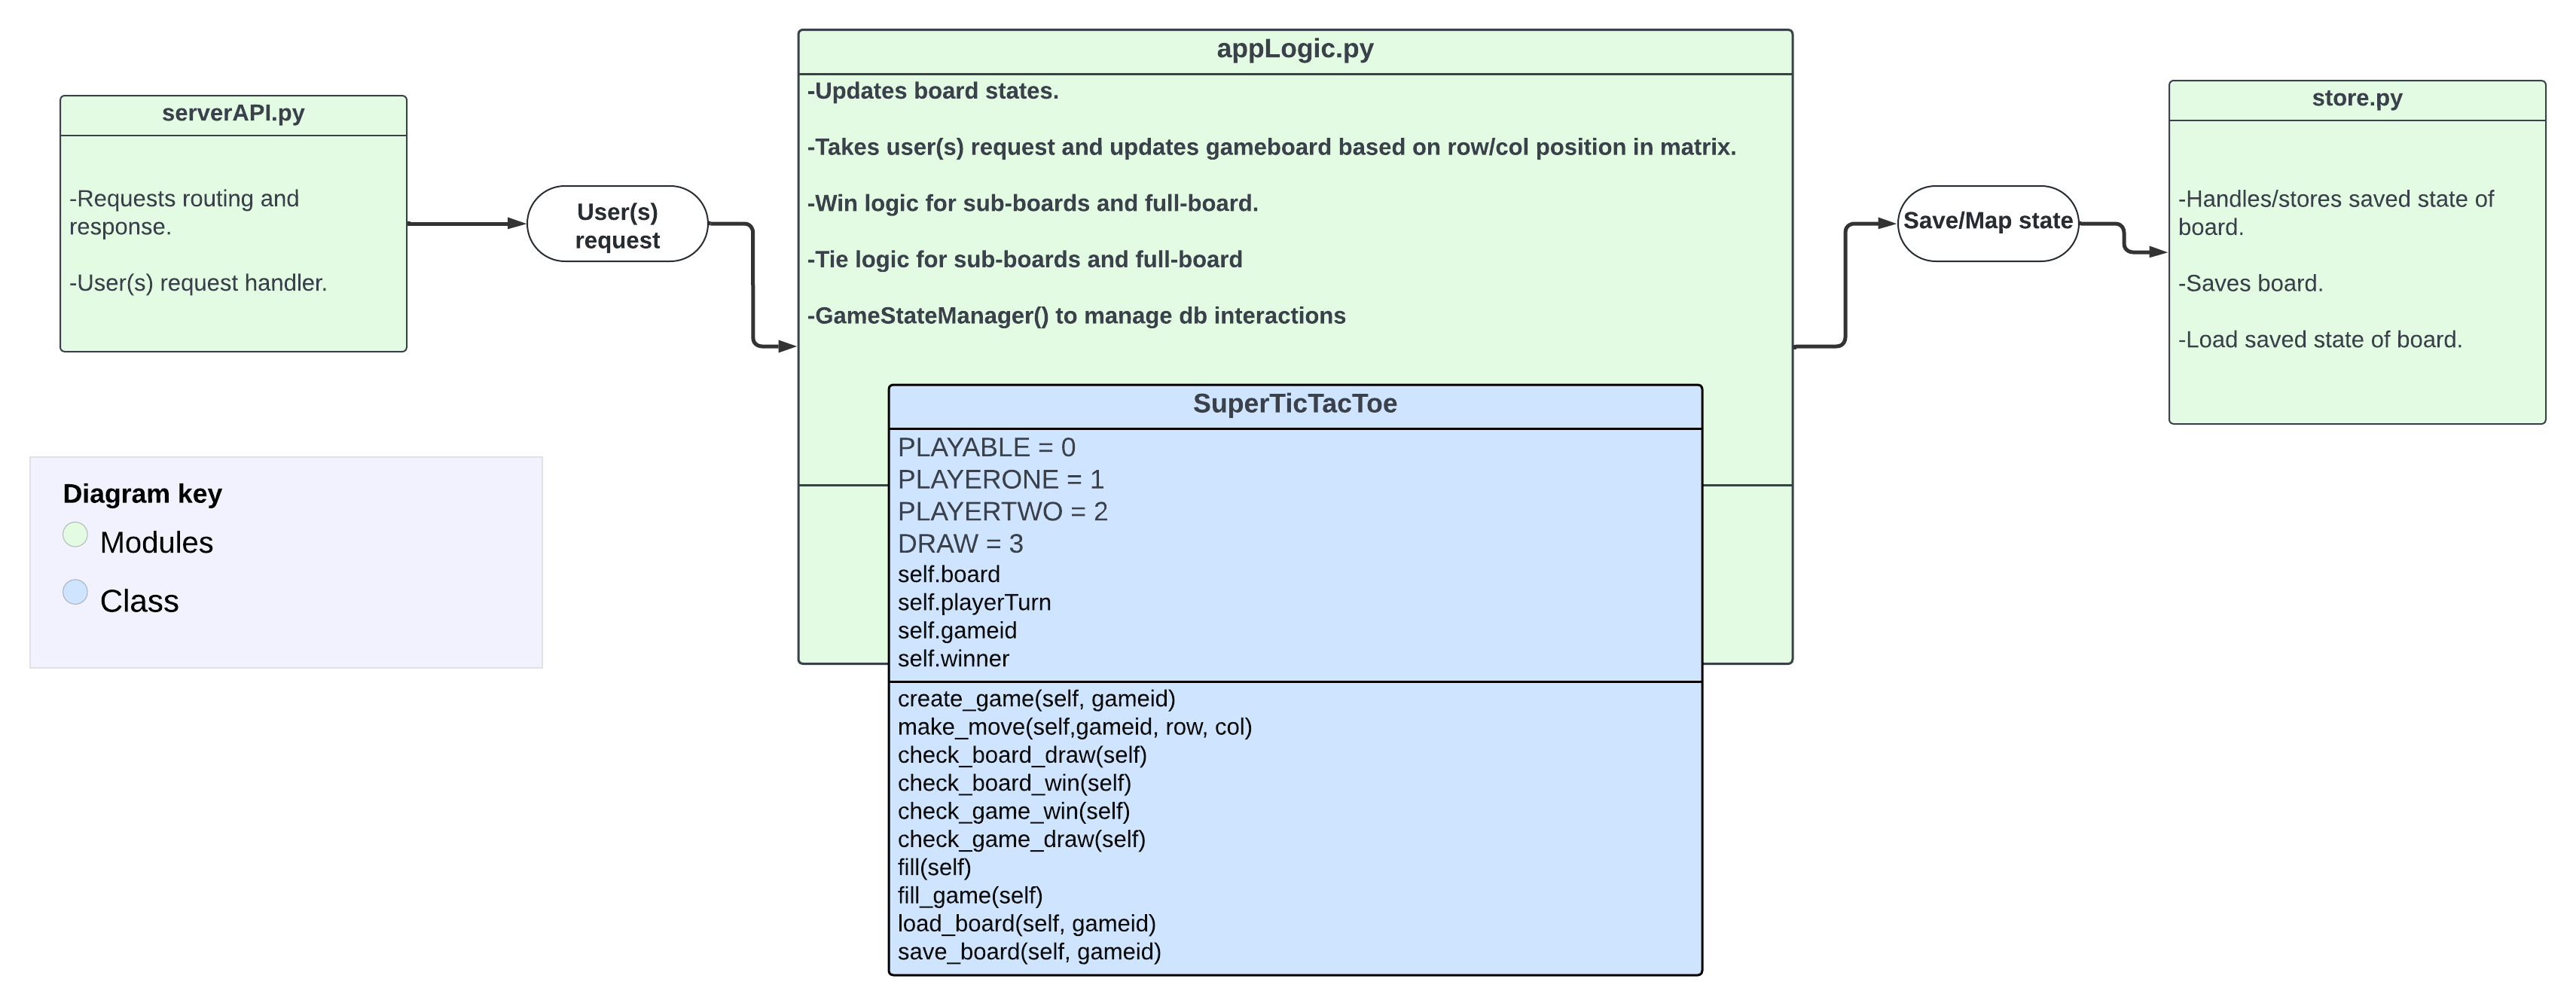 serverAPI.py
-Requests routing and
response.
-User(s) request handler.
User(s)
request
appLogic.py
-Updates board states.
-Takes user(s) request and updates gameboard based on row/col position in matrix.
-Win logic for sub-boards and full-board.
-Tie logic for sub-boards and full-board
-GameStateManager() to manage db interactions
SuperTicTacToe
PLAYABLE = 0
PLAYERONE = 1
PLAYERTWO = 2
DRAW = 3
self.board
self.playerTurn
self.gameid
self.winner
create_game(self, gameid)
make_move(self,gameid, row, col)
check_board_draw(self)
check_board_win(self)
check_game_win(self)
check_game_draw(self)
fill(self)
fill_game(self)
load_board(self, gameid)
save_board(self, gameid)
Save/Map state
store.py
-Handles/stores saved state of
board.
-Saves board.
-Load saved state of board.
Diagram key
Modules
Class